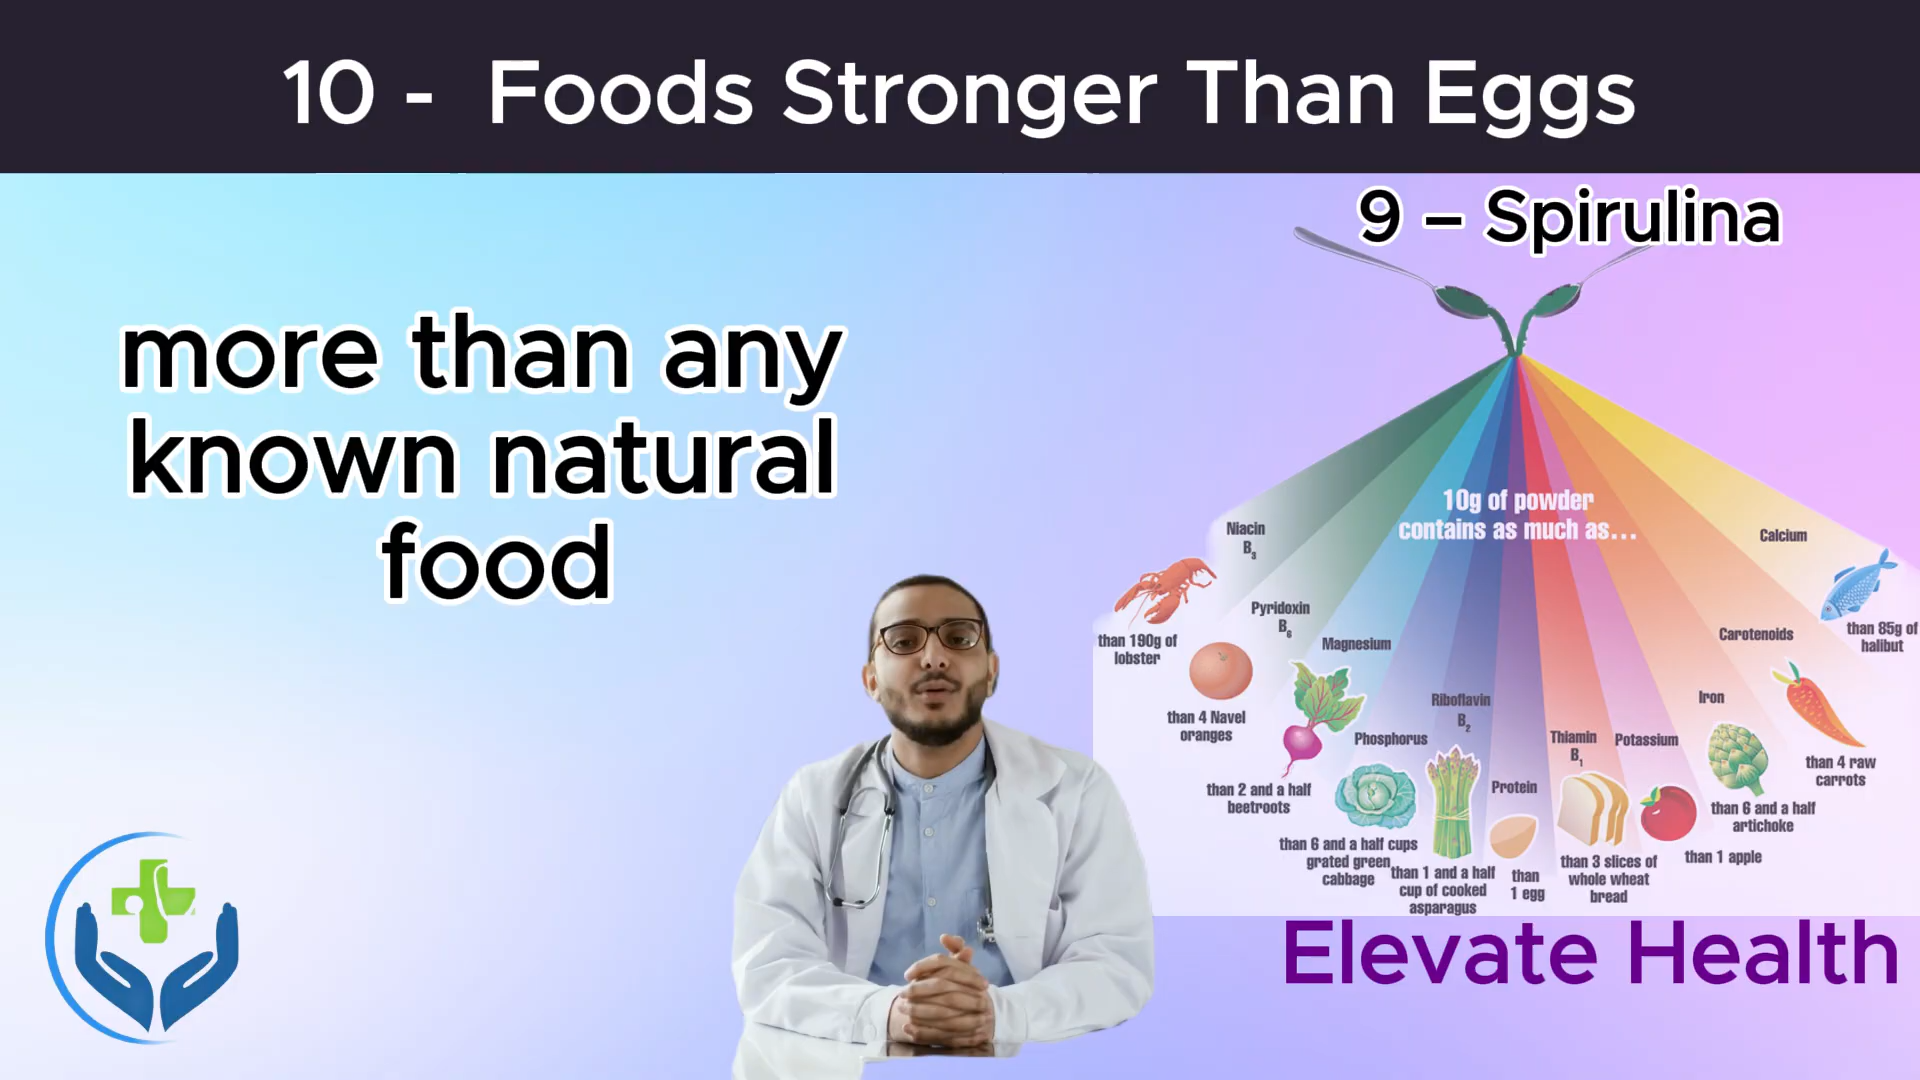 10 - Foods Stronger Than Eggs
9 – Spirulina
more than any
known natural
food
10g of powder
contains as much as...
Niacin
B3
than 190g of
lobster
Pyridoxin
B6
than 4 Navel
oranges
Magnesium
than 2 and a half
beetroots
Phosphorus
than 6 and a half cups
grated green
cabbage
Riboflavin
B2
than 1 and a half
cup of cooked
asparagus
Protein
than
1 egg
Thiamin
B1
than 3 slices of
whole wheat
bread
Potassium
than 1 apple
Iron
than 6 and a half
artichoke
Carotenoids
than 4 raw
carrots
Calcium
than 85g of
halibut
Elevate Health